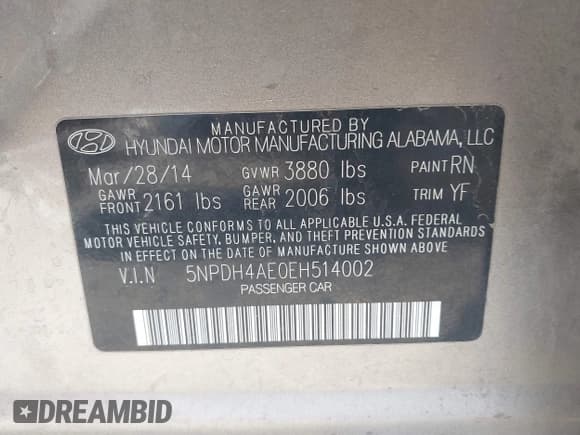 MANUFACTURED BY
HYUNDAI MOTOR MANUFACTURING ALABAMA, LLC
Mar/28/14 GVWR 3880 lbs PAINT RN
GAWR FRONT 2161 lbs GAWR REAR 2006 lbs TRIM YF
THIS VEHICLE CONFORMS TO ALL APPLICABLE U.S.A. FEDERAL
MOTOR VEHICLE SAFETY, BUMPER, AND THEFT PREVENTION STANDARDS
IN EFFECT ON THE DATE OF MANUFACTURE SHOWN ABOVE.
V.I.N 5NPDH4AE0EH514002
PASSENGER CAR
DREAMBID